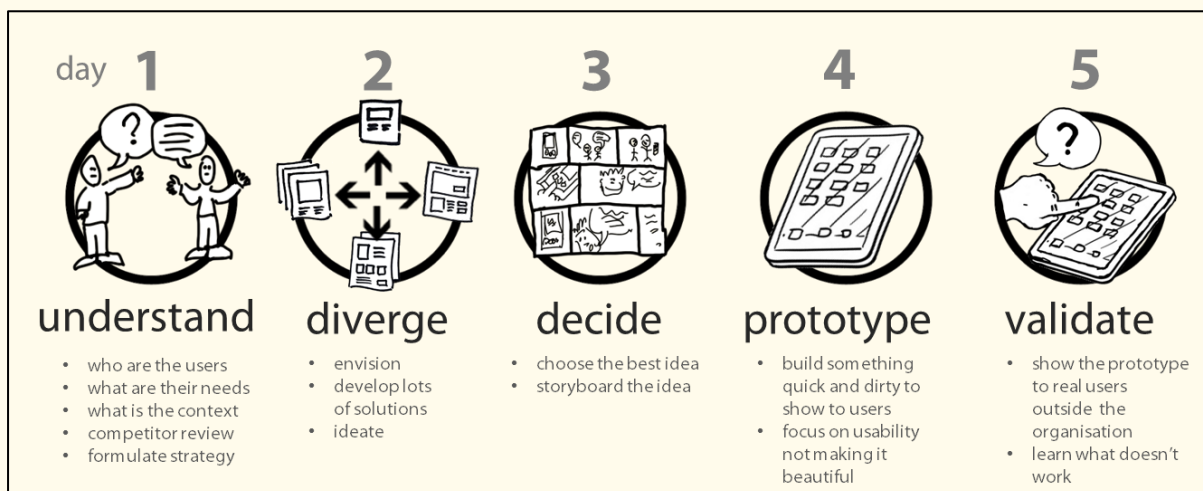 day 1 2 3 4 5
?
?
understand
• who are the users
• what are their needs
• what is the context
• competitor review
• formulate strategy
diverge
• envision
• develop lots
of solutions
• ideate
decide
• choose the best idea
• storyboard the idea
prototype
• build something
quick and dirty to
show to users
• focus on usability
not making it
beautiful
validate
• show the prototype
to real users
outside the
organisation
• learn what doesn't
work